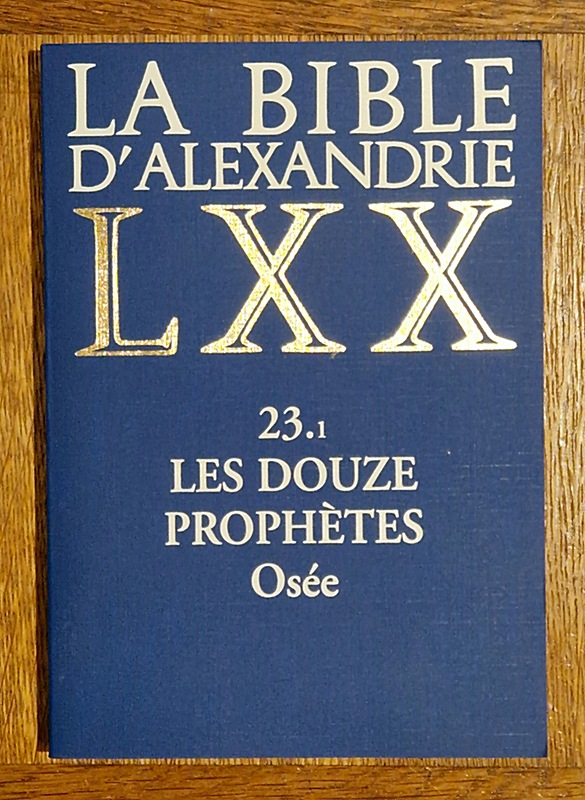 LA BIBLE
D'ALEXANDRIE
LXX
23.1
LES DOUZE
PROPHÈTES
Osée